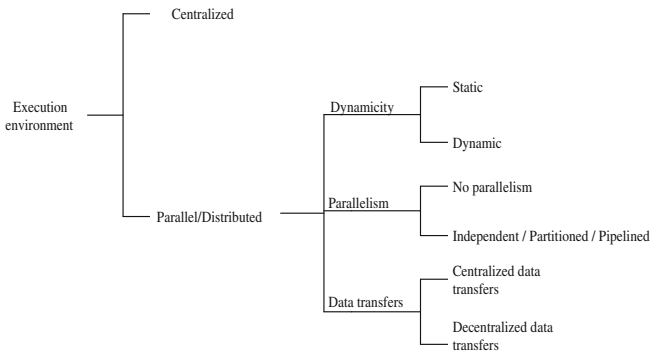 Centralized
Execution
environment
Parallel/Distributed
Dynamicity
Static
Dynamic
Parallelism
No parallelism
Independent / Partitioned / Pipelined
Data transfers
Centralized data
transfers
Decentralized data
transfers